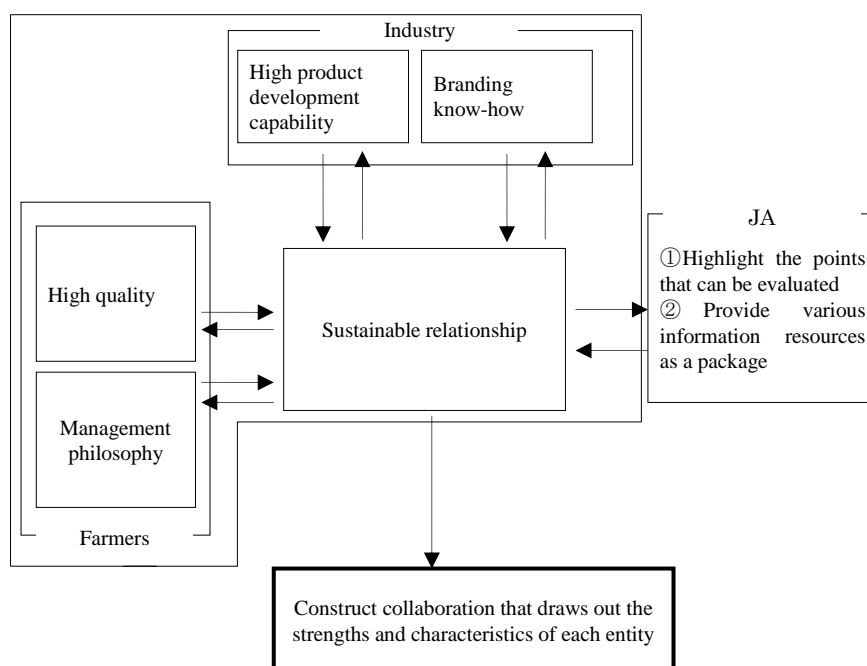 Industry
High product
development
capability
Branding
know-how
JA
①Highlight the points
that can be evaluated
② Provide various
information resources
as a package
High quality
Sustainable relationship
Management
philosophy
Farmers
Construct collaboration that draws out the
strengths and characteristics of each entity